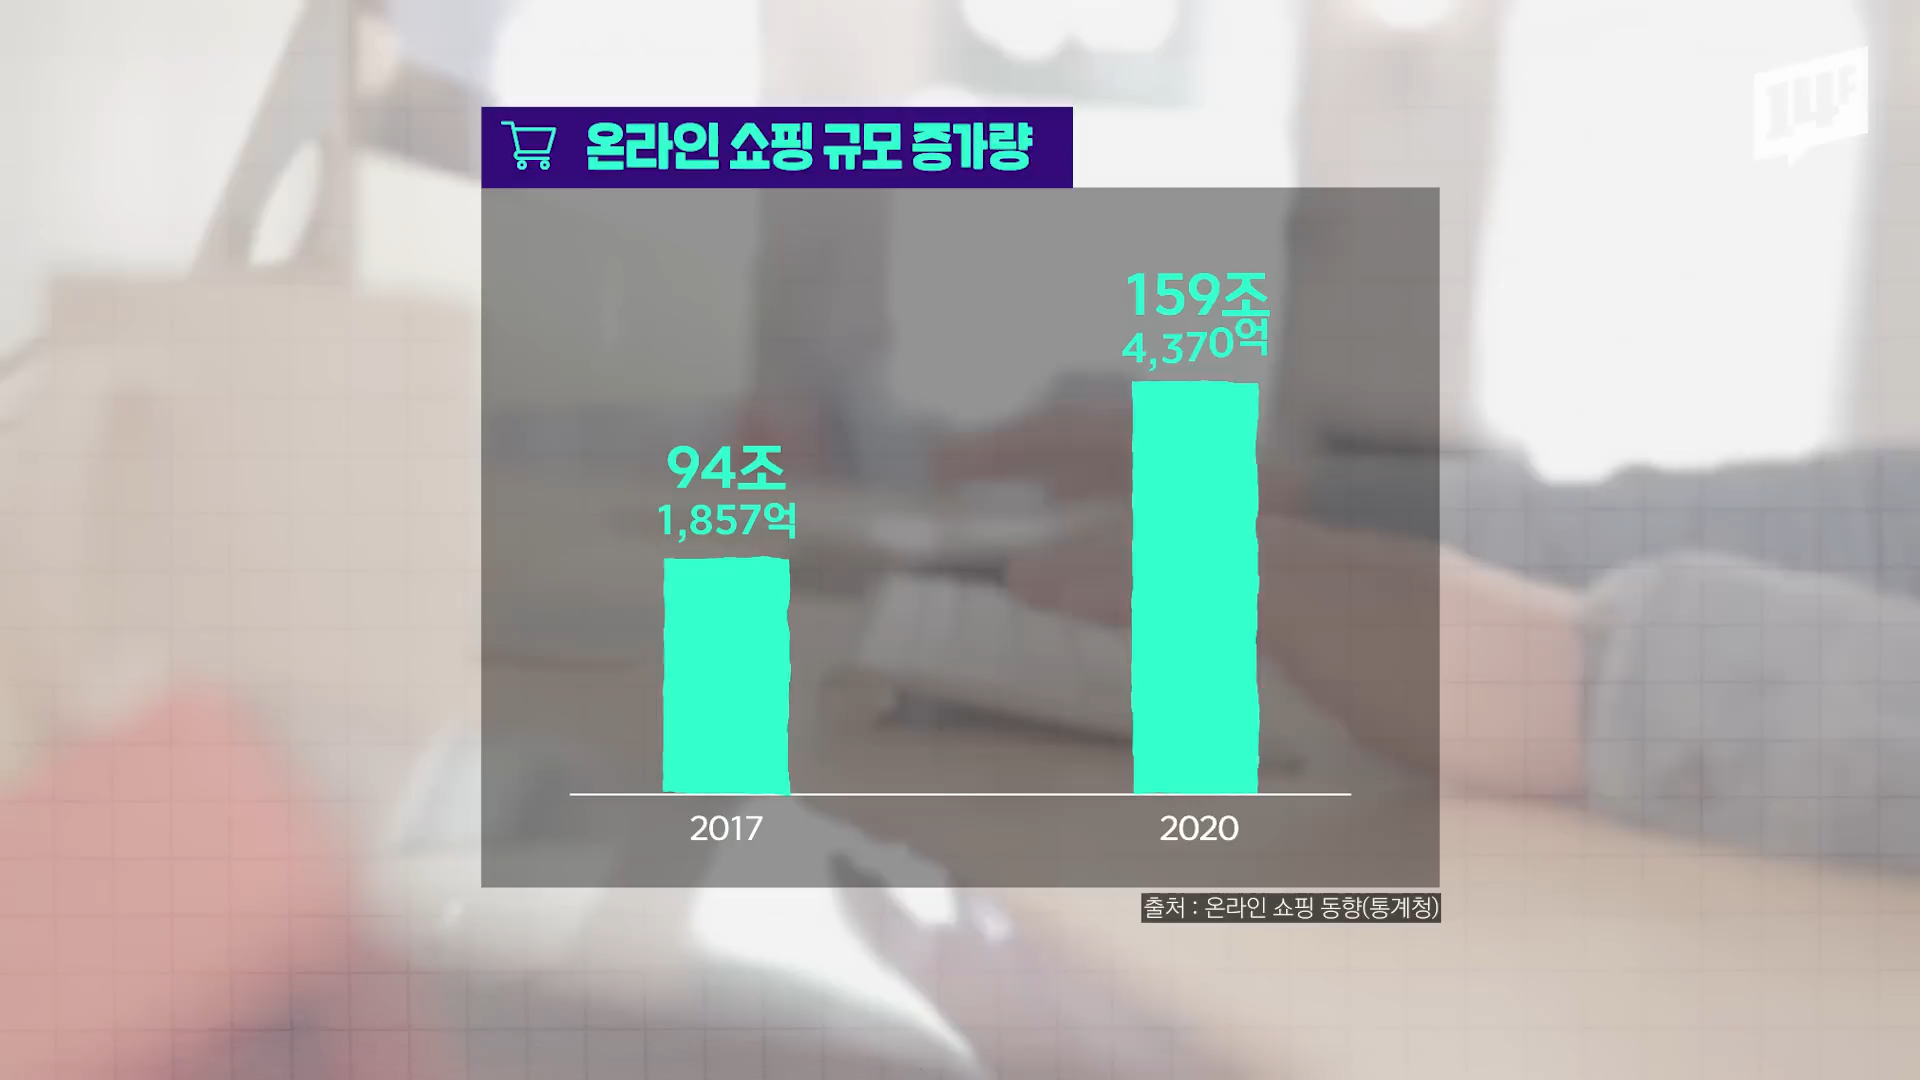 14F
온라인 쇼핑 규모 증가량
159조
4,370억
94조
1,857억
2017
2020
출처 : 온라인 쇼핑 동향(통계청)